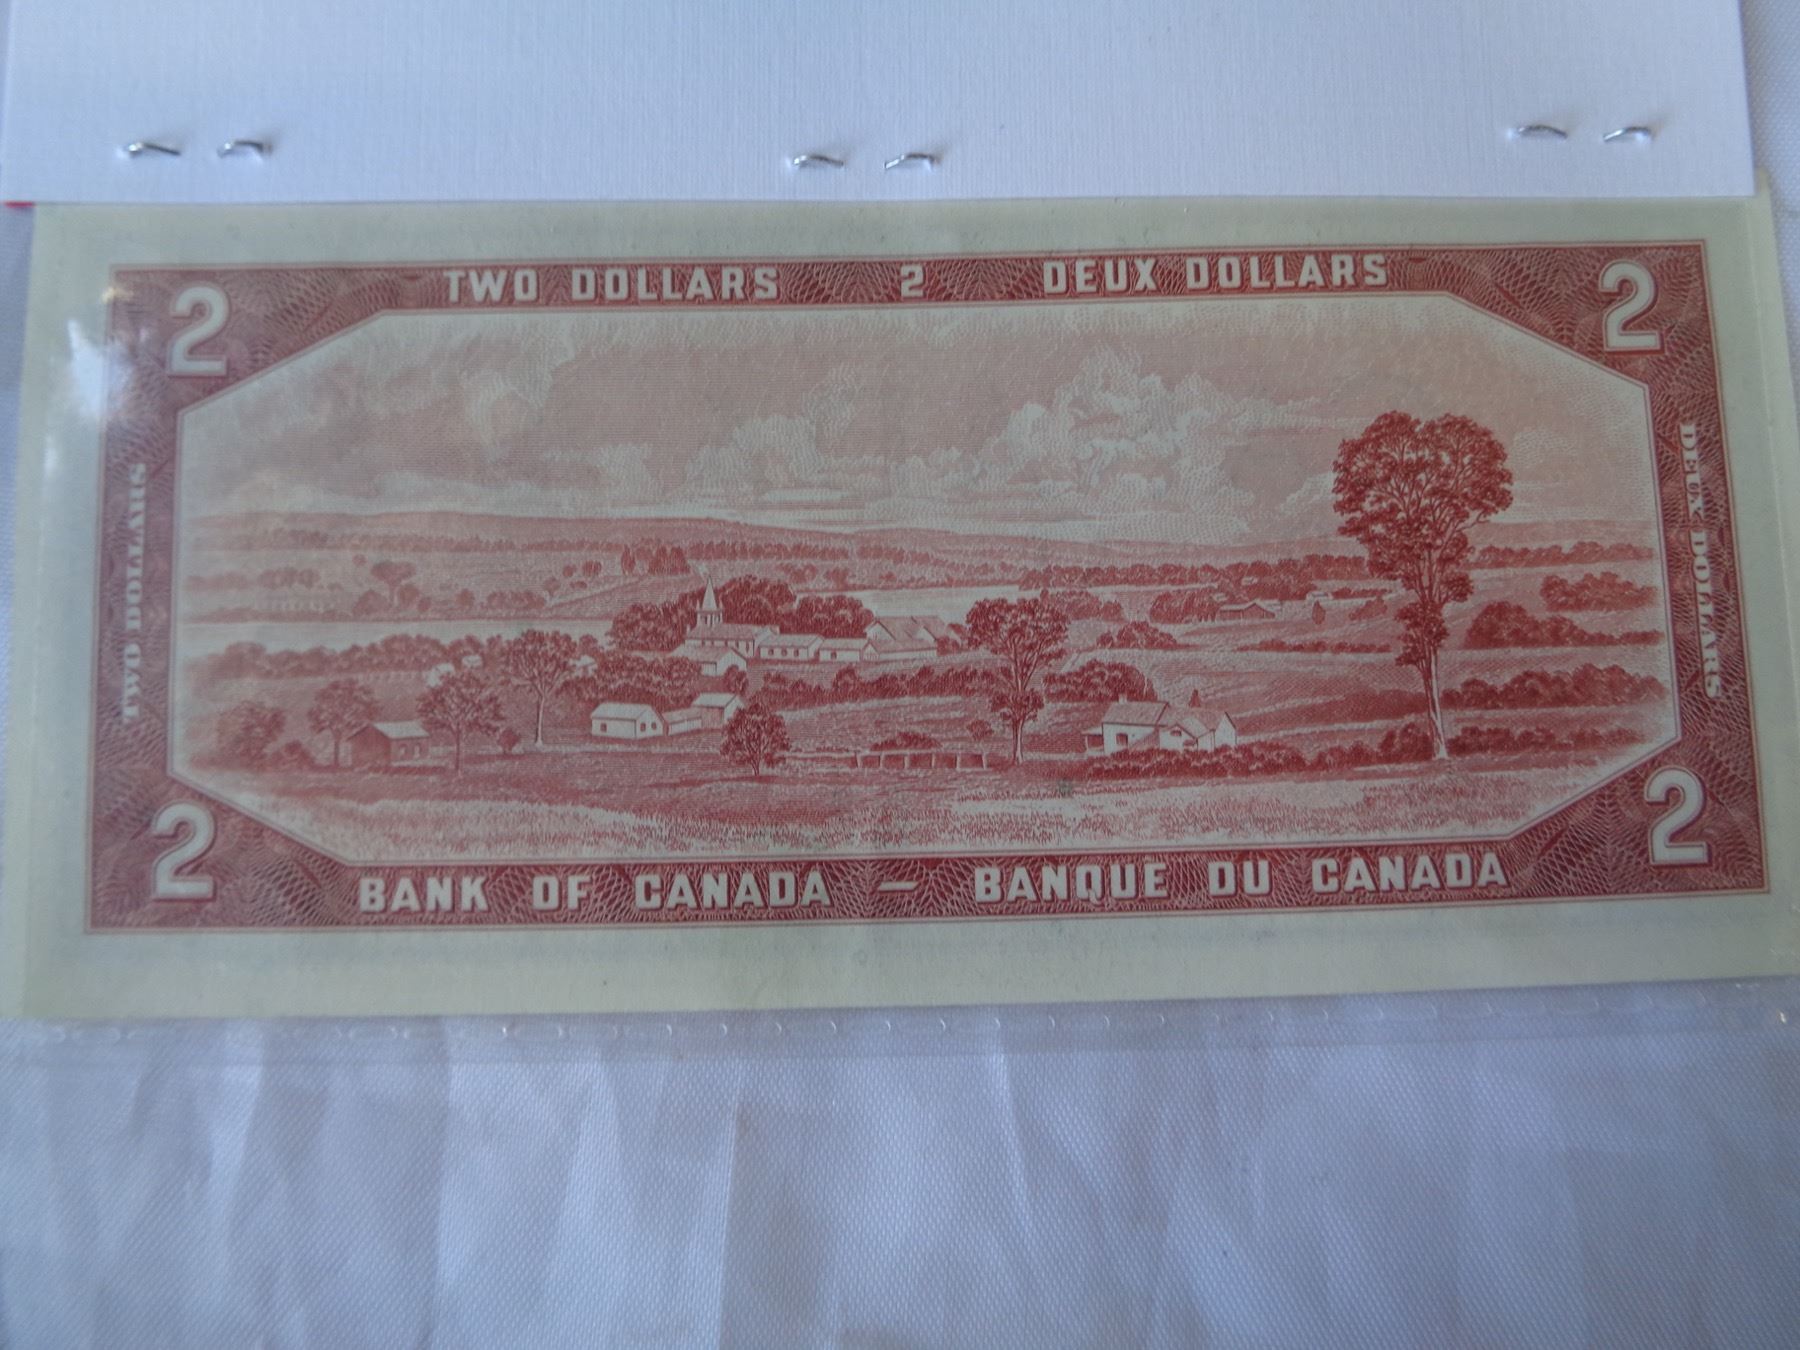 TWO DOLLARS 2 DEUX DOLLARS
2 2
TWO DOLLARS
DEUX DOLLARS
2 2
BANK OF CANADA — BANQUE DU CANADA